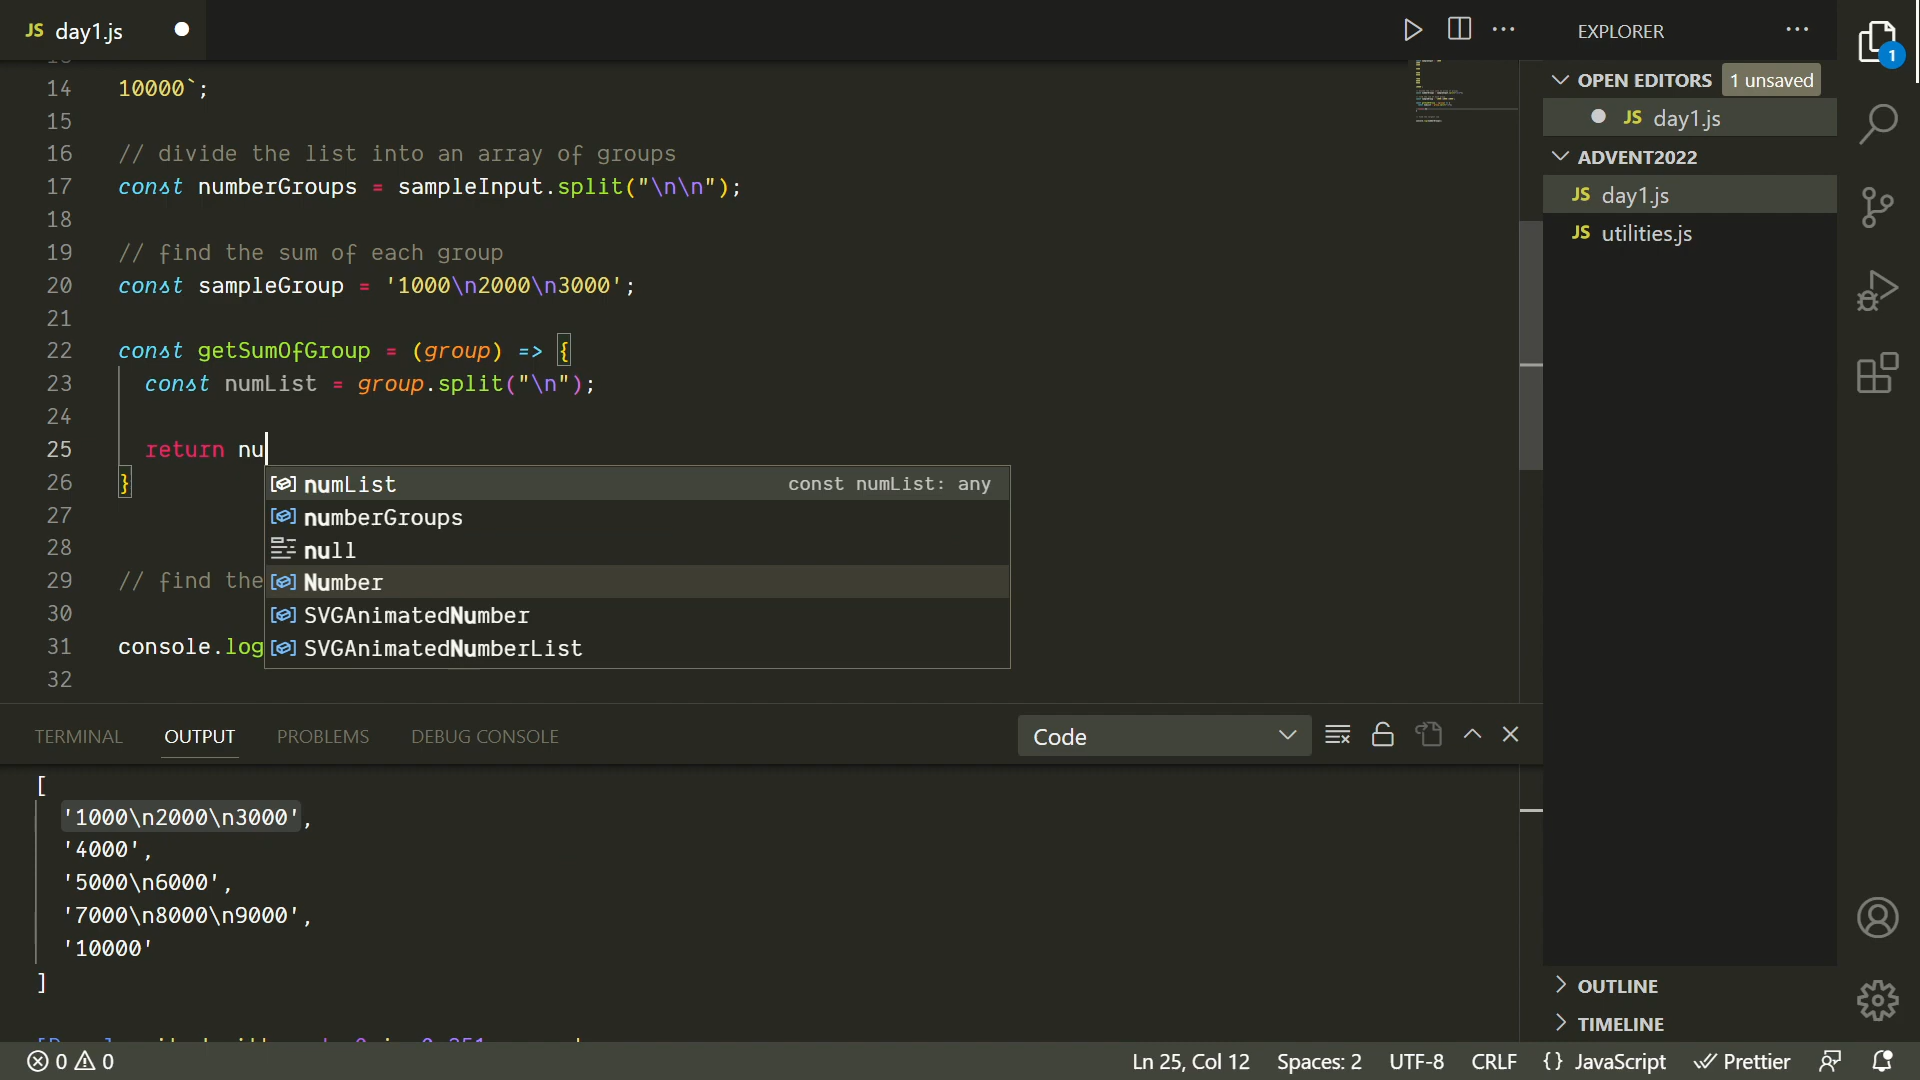 JS day1.js
EXPLORER
OPEN EDITORS 1 unsaved
JS day1.js
ADVENT2022
JS day1.js
JS utilities.js
OUTLINE
TIMELINE
1
14 10000`;
15
16 // divide the list into an array of groups
17 const numberGroups = sampleInput.split("\n\n");
18
19 // find the sum of each group
20 const sampleGroup = '1000\n2000\n3000';
21
22 const getSumOfGroup = (group) => {
23 const numList = group.split("\n");
24
25 return nu
26 }
27
28
29 // find the
30
31 console.log
32
numList const numList: any
numberGroups
null
Number
SVGAnimatedNumber
SVGAnimatedNumberList
TERMINAL OUTPUT PROBLEMS DEBUG CONSOLE Code
[
'1000\n2000\n3000',
'4000',
'5000\n6000',
'7000\n8000\n9000',
'10000'
]
0 0 Ln 25, Col 12 Spaces: 2 UTF-8 CRLF {} JavaScript Prettier